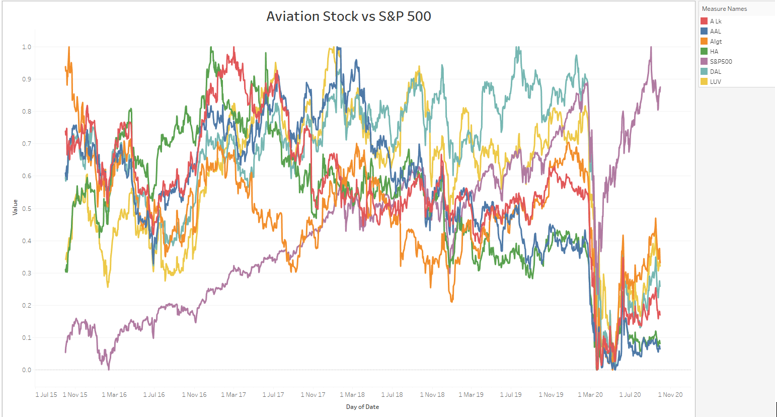 Aviation Stock vs S&P 500
Measure Names
A Lk
AAL
Algt
HA
S&P500
DAL
LUV
Value
1.0
0.9
0.8
0.7
0.6
0.5
0.4
0.3
0.2
0.1
0.0
1 Jul 15 1 Nov 15 1 Mar 16 1 Jul 16 1 Nov 16 1 Mar 17 1 Jul 17 1 Nov 17 1 Mar 18 1 Jul 18 1 Nov 18 1 Mar 19 1 Jul 19 1 Nov 19 1 Mar 20 1 Jul 20 1 Nov 20
Day of Date